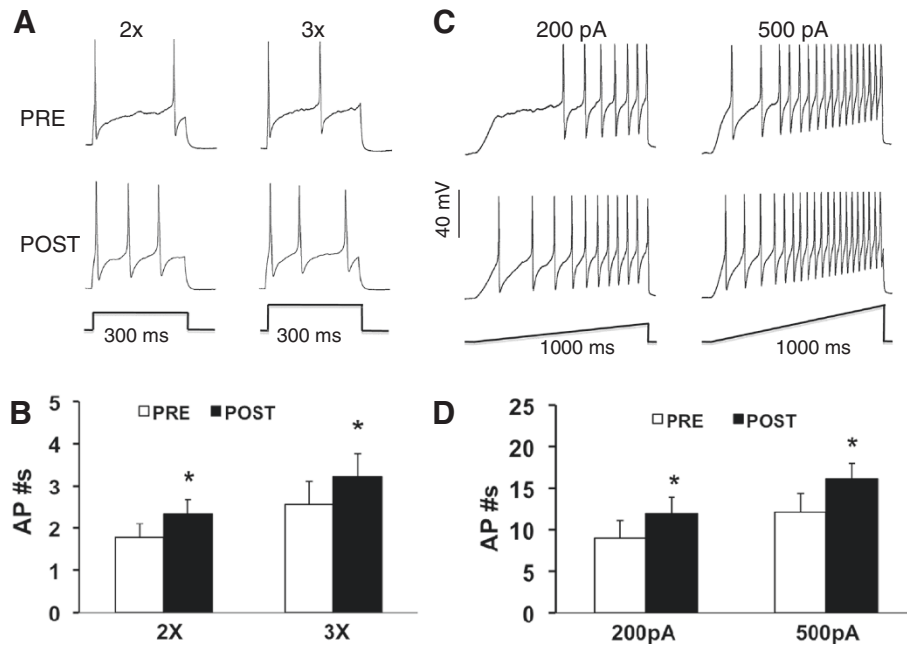 A
2x
3x
PRE
POST
300 ms
300 ms
C
200 pA
500 pA
40 mV
1000 ms
1000 ms
B
PRE POST
AP #s
5
4
3
2
1
0
*
*
2X
3X
D
PRE POST
AP #s
25
20
15
10
5
0
*
*
200pA
500pA